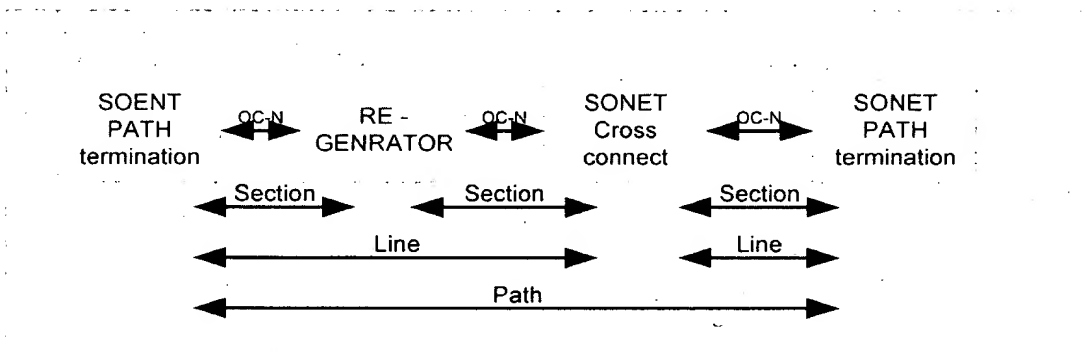 SOENT
PATH
termination
OC-N
RE -
GENRATOR
OC-N
SONET
Cross
connect
OC-N
SONET
PATH
termination
Section
Section
Section
Line
Line
Path